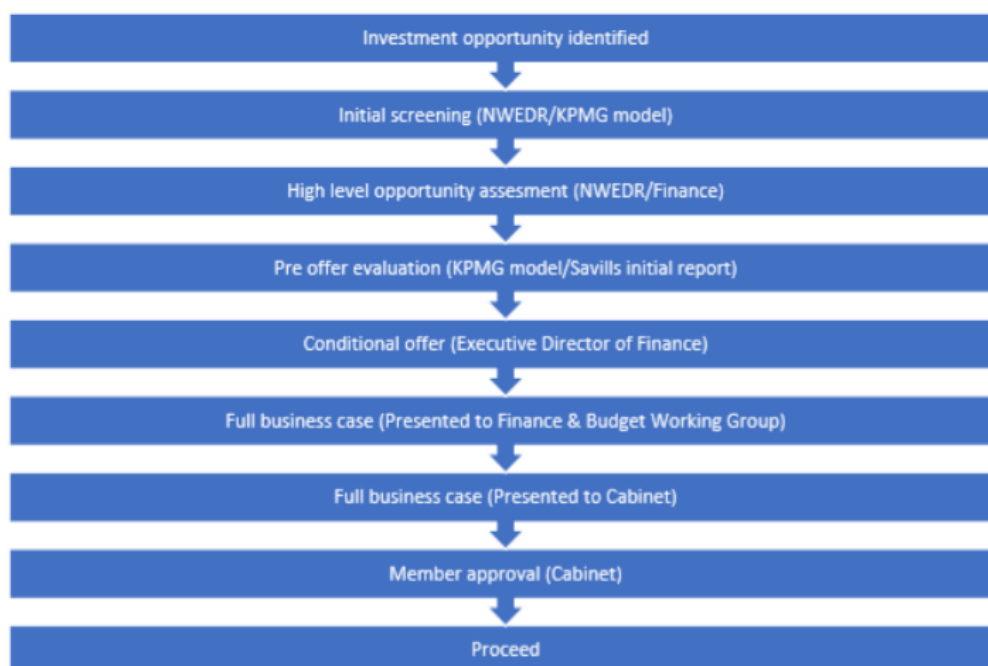 Investment opportunity identified
Initial screening (NWEDR/KPMG model)
High level opportunity assesment (NWEDR/Finance)
Pre offer evaluation (KPMG model/Savills initial report)
Conditional offer (Executive Director of Finance)
Full business case (Presented to Finance & Budget Working Group)
Full business case (Presented to Cabinet)
Member approval (Cabinet)
Proceed